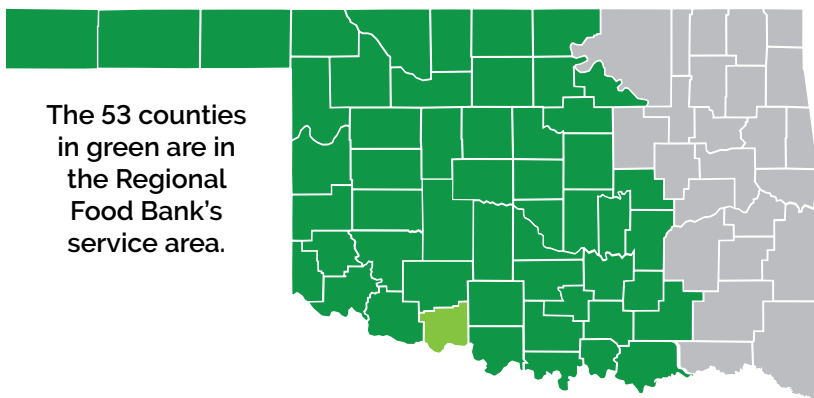 The 53 counties
in green are in
the Regional
Food Bank's
service area.